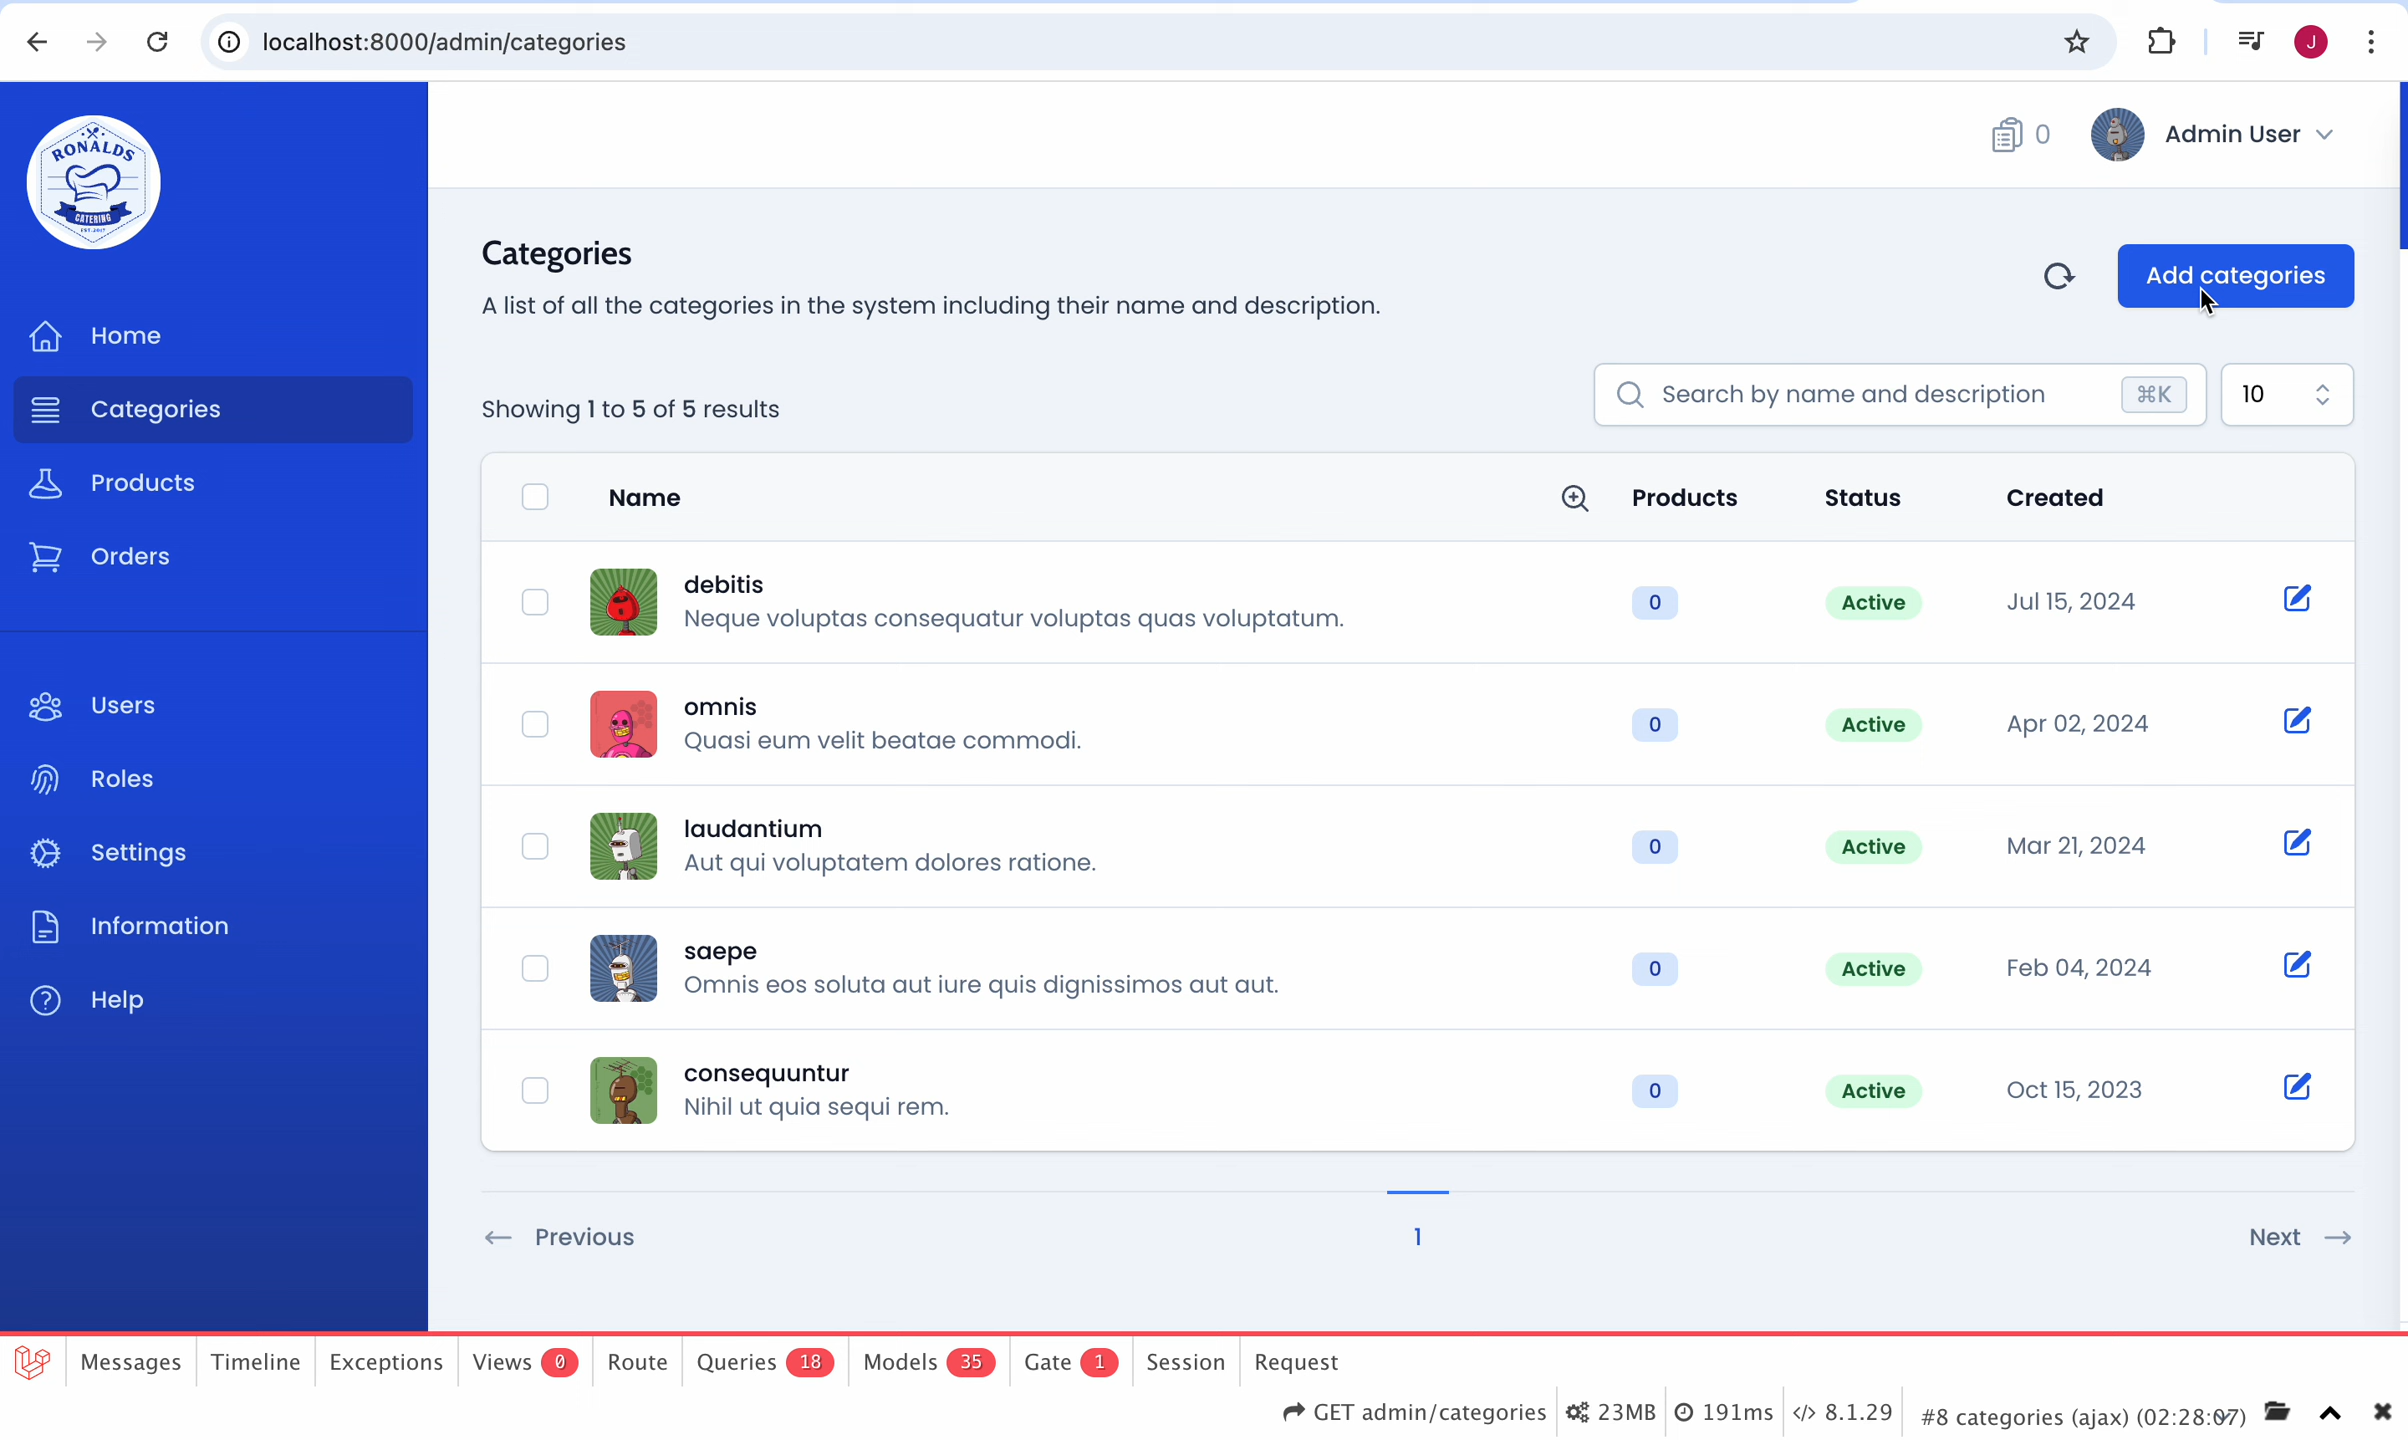 localhost:8000/admin/categories
J
RONALDS
CATERING
EST.2017
0
Admin User
Home
Categories
Products
Orders
Users
Roles
Settings
Information
Help
Categories
A list of all the categories in the system including their name and description.
Add categories
Showing 1 to 5 of 5 results
Search by name and description
⌘K
10
Name Products Status Created
debitis
Neque voluptas consequatur voluptas quas voluptatum.
0 Active Jul 15, 2024
omnis
Quasi eum velit beatae commodi.
0 Active Apr 02, 2024
laudantium
Aut qui voluptatem dolores ratione.
0 Active Mar 21, 2024
saepe
Omnis eos soluta aut iure quis dignissimos aut aut.
0 Active Feb 04, 2024
consequuntur
Nihil ut quia sequi rem.
0 Active Oct 15, 2023
Previous 1 Next
Messages Timeline Exceptions Views 0 Route Queries 18 Models 35 Gate 1 Session Request
GET admin/categories 23MB 191ms 8.1.29 #8 categories (ajax) (02:28:07)